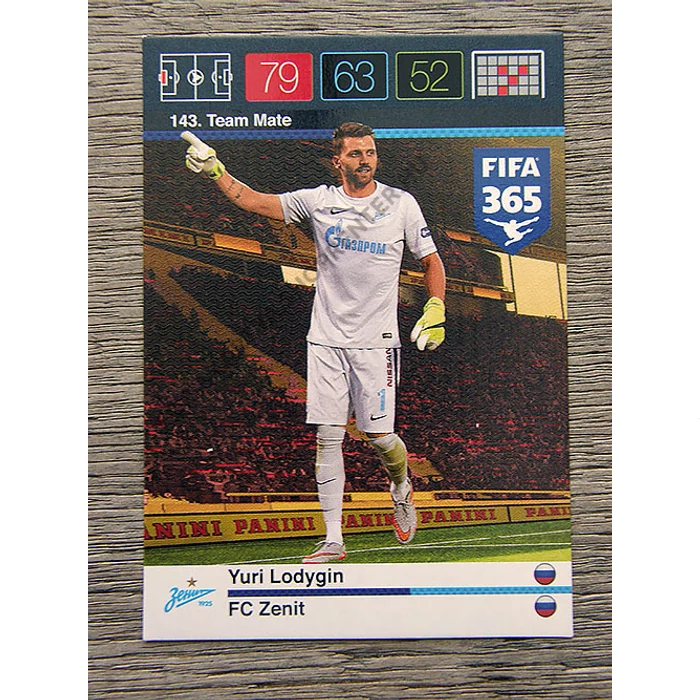 79 63 52
143. Team Mate
FIFA
365
ГАЗПРОМ
NISSAN
PANINI PANINI PANINI PANINI
Yuri Lodygin
Зенит
1925
FC Zenit